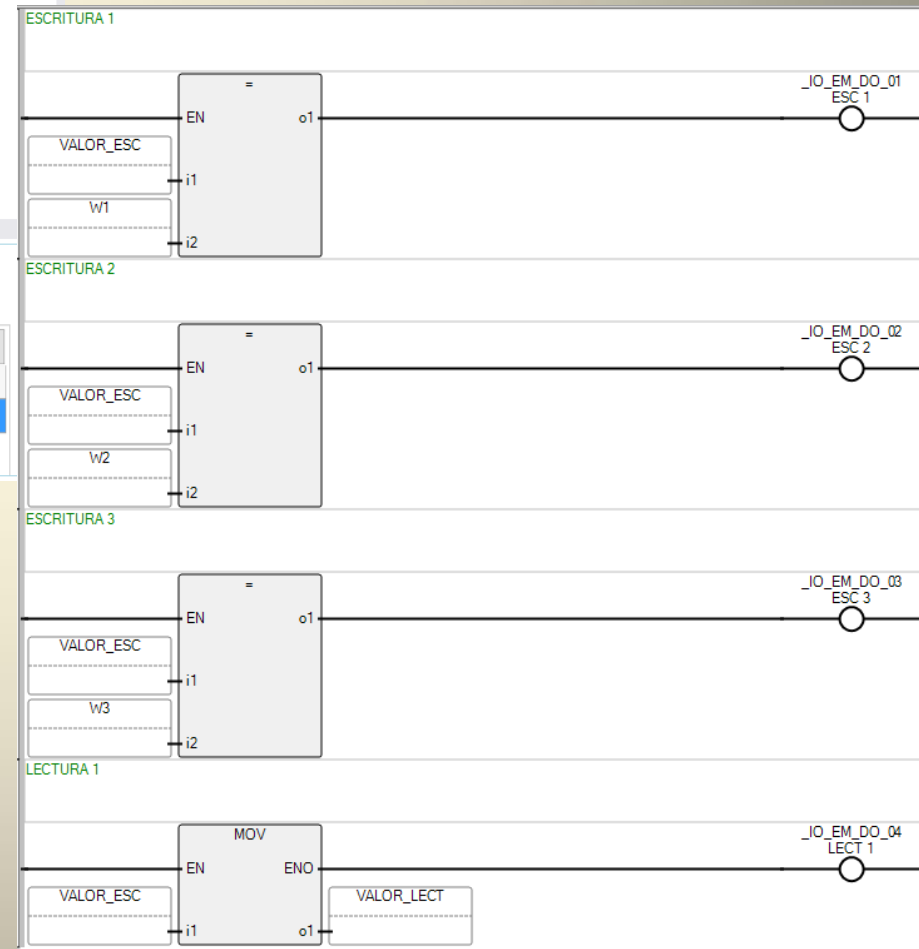 ESCRITURA 1
=
_IO_EM_DO_01
ESC 1
EN
o1
VALOR_ESC
i1
W1
i2
ESCRITURA 2
=
_IO_EM_DO_02
ESC 2
EN
o1
VALOR_ESC
i1
W2
i2
ESCRITURA 3
=
_IO_EM_DO_03
ESC 3
EN
o1
VALOR_ESC
i1
W3
i2
LECTURA 1
MOV
_IO_EM_DO_04
LECT 1
EN
ENO
VALOR_ESC
VALOR_LECT
i1
o1